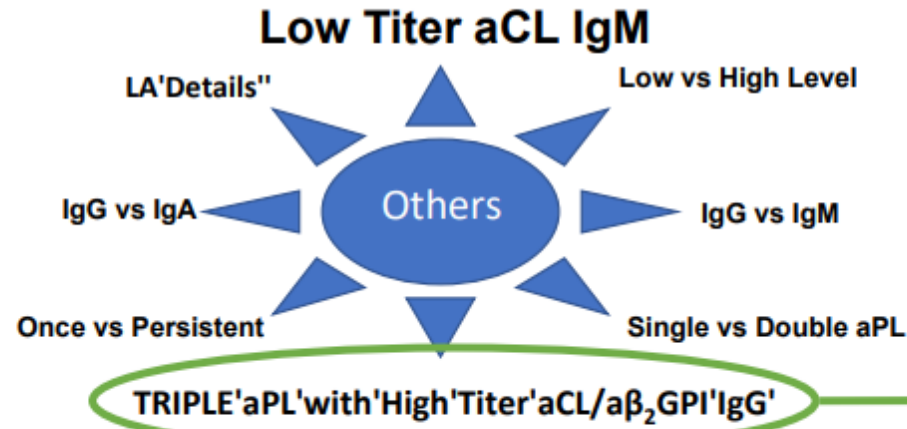 Low Titer aCL IgM
LA'Details''
Low vs High Level
IgG vs IgA
Others
IgG vs IgM
Once vs Persistent
Single vs Double aPL
TRIPLE'aPL'with'High'Titer'aCL/aβ₂GPI'IgG'